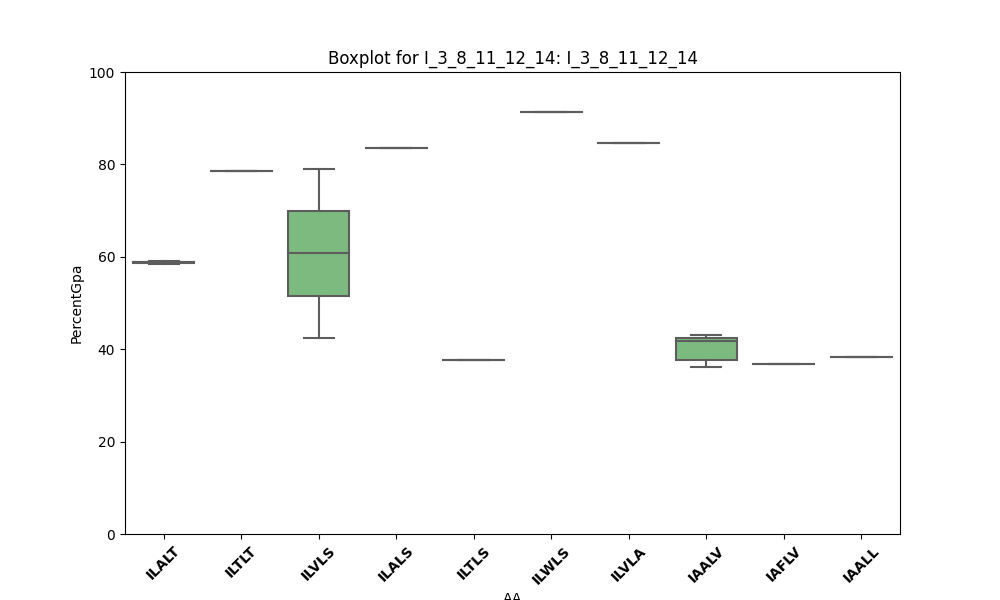 Boxplot for I_3_8_11_12_14: I_3_8_11_12_14
100
80
60
40
20
0
PercentGpa
ILALT
ILTLT
ILVLS
ILALS
ILTLS
ILWLS
ILVLA
IAALV
IAFLV
IAALL
AA